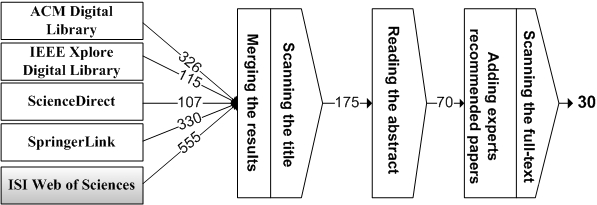 ACM Digital
Library
IEEE Xplore
Digital Library
ScienceDirect
SpringerLink
ISI Web of Sciences
326
115
107
330
555
Merging the results
Scanning the title
175
Reading the abstract
70
Adding experts
recommended papers
Scanning the full-text
30